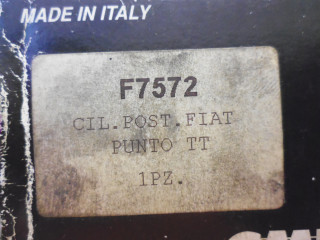 MADE IN ITALY
F7572
CIL.POST.FIAT
PUNTO TT
1PZ.